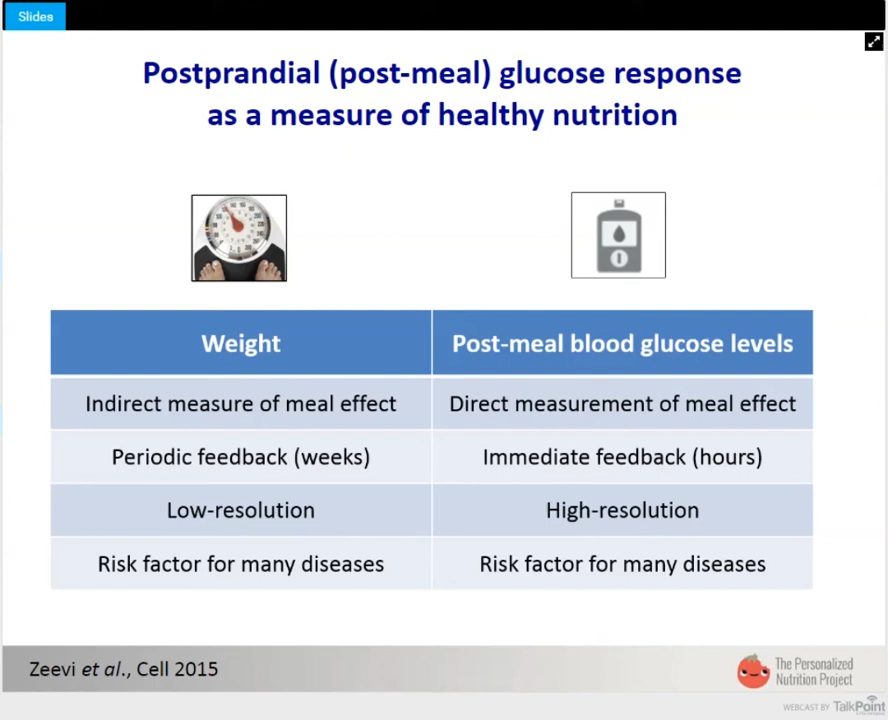 Slides
Postprandial (post-meal) glucose response
as a measure of healthy nutrition
Weight
Post-meal blood glucose levels
Indirect measure of meal effect
Direct measurement of meal effect
Periodic feedback (weeks)
Immediate feedback (hours)
Low-resolution
High-resolution
Risk factor for many diseases
Risk factor for many diseases
Zeevi et al., Cell 2015
The Personalized
Nutrition Project
WEBCAST BY TalkPoint